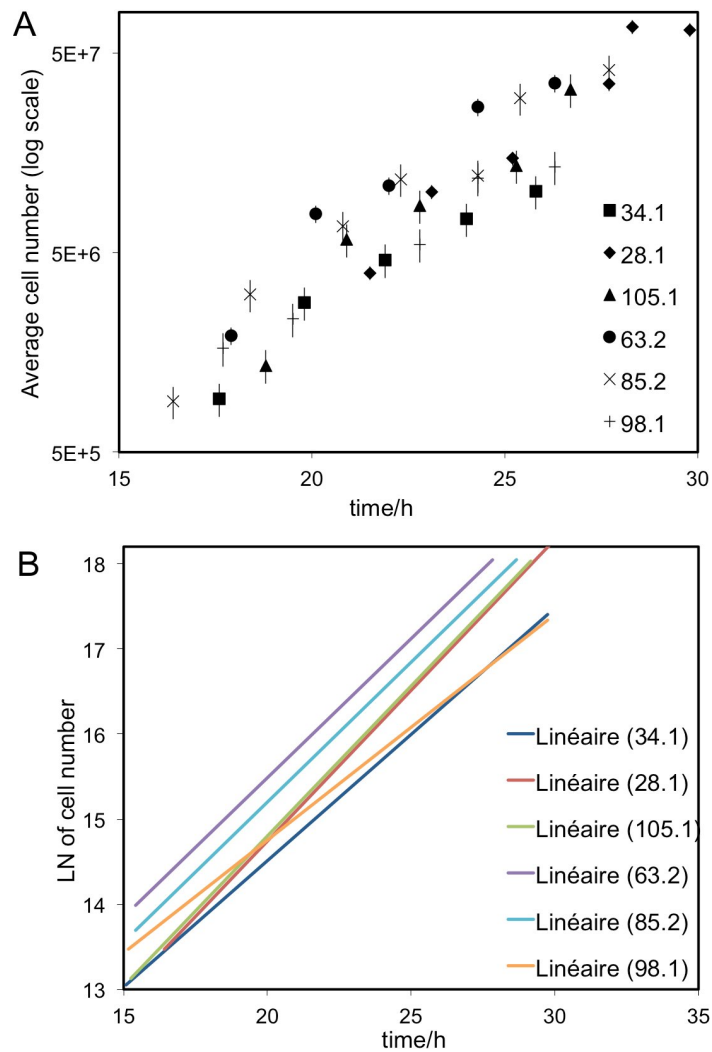 A
Average cell number (log scale)
5E+7
5E+6
5E+5
15 20 25 30
time/h
34.1
28.1
105.1
63.2
85.2
98.1
B
LN of cell number
18
17
16
15
14
13
15 20 25 30 35
time/h
Linéaire (34.1)
Linéaire (28.1)
Linéaire (105.1)
Linéaire (63.2)
Linéaire (85.2)
Linéaire (98.1)